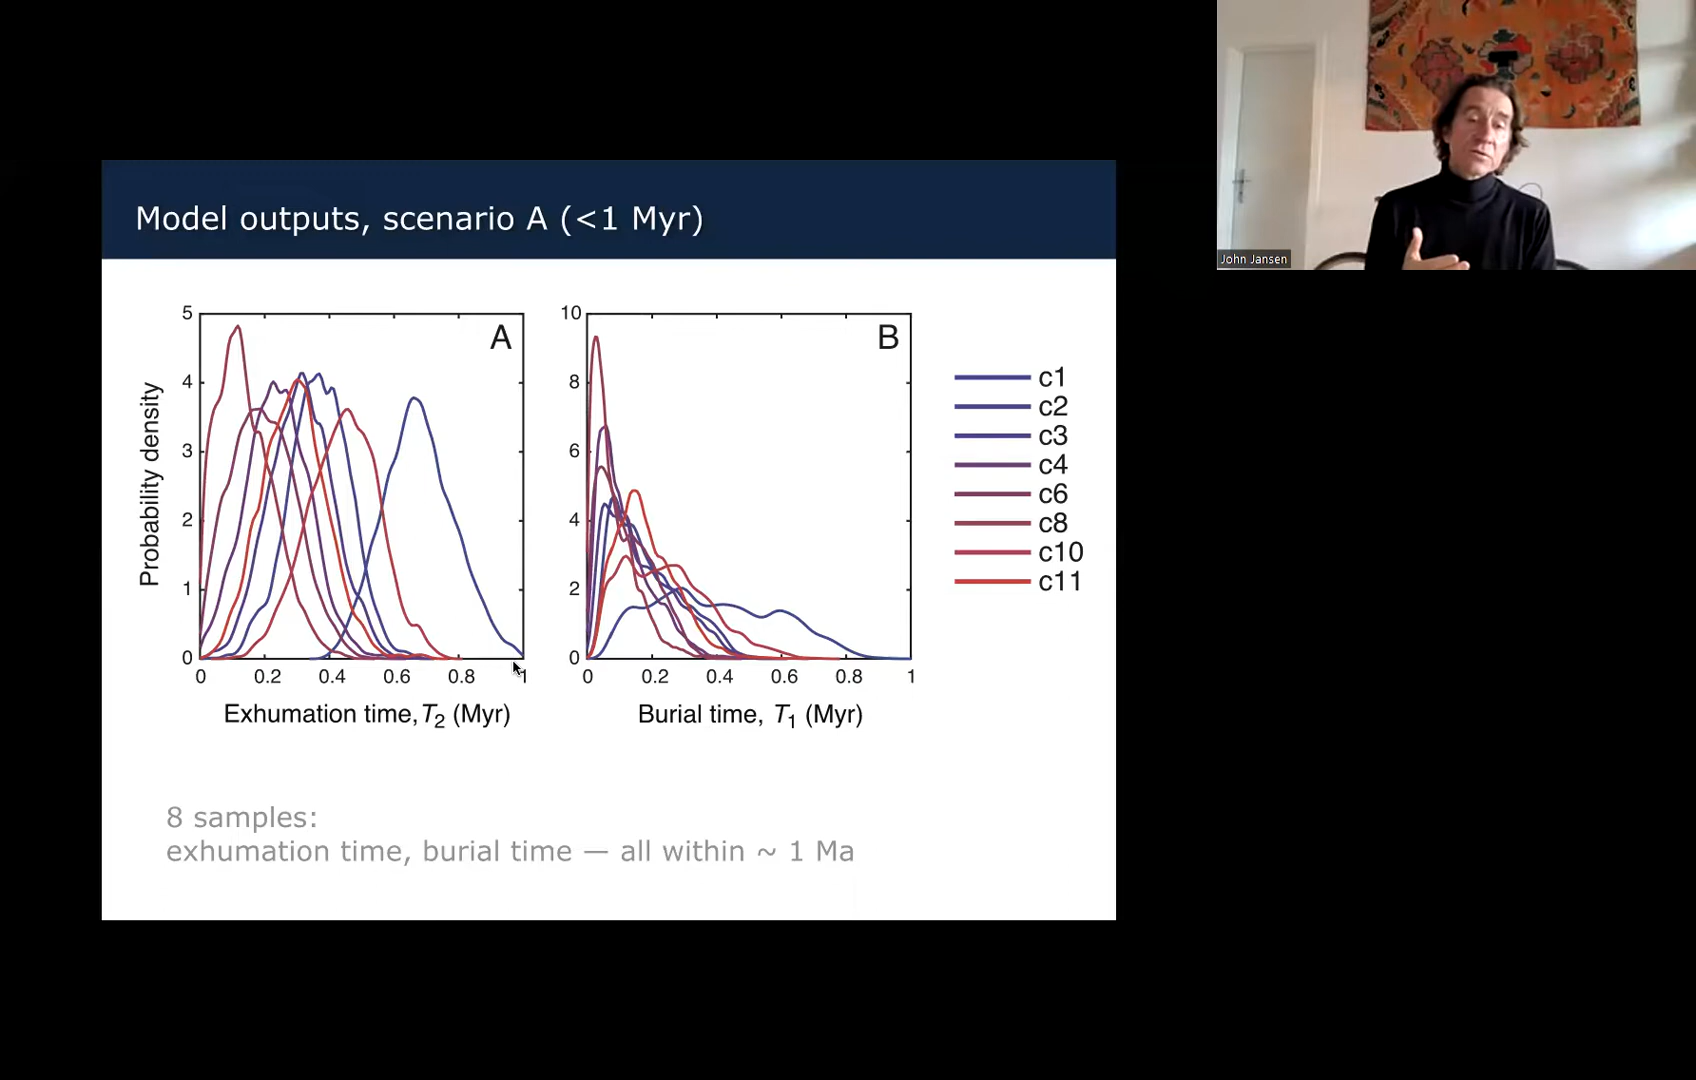 Model outputs, scenario A (<1 Myr)
John Jansen
A
5
4
3
2
1
0
0 0.2 0.4 0.6 0.8 1
Probability density
Exhumation time, T2 (Myr)
B
10
8
6
4
2
0
0 0.2 0.4 0.6 0.8 1
Burial time, T1 (Myr)
c1
c2
c3
c4
c6
c8
c10
c11
8 samples:
exhumation time, burial time — all within ~ 1 Ma